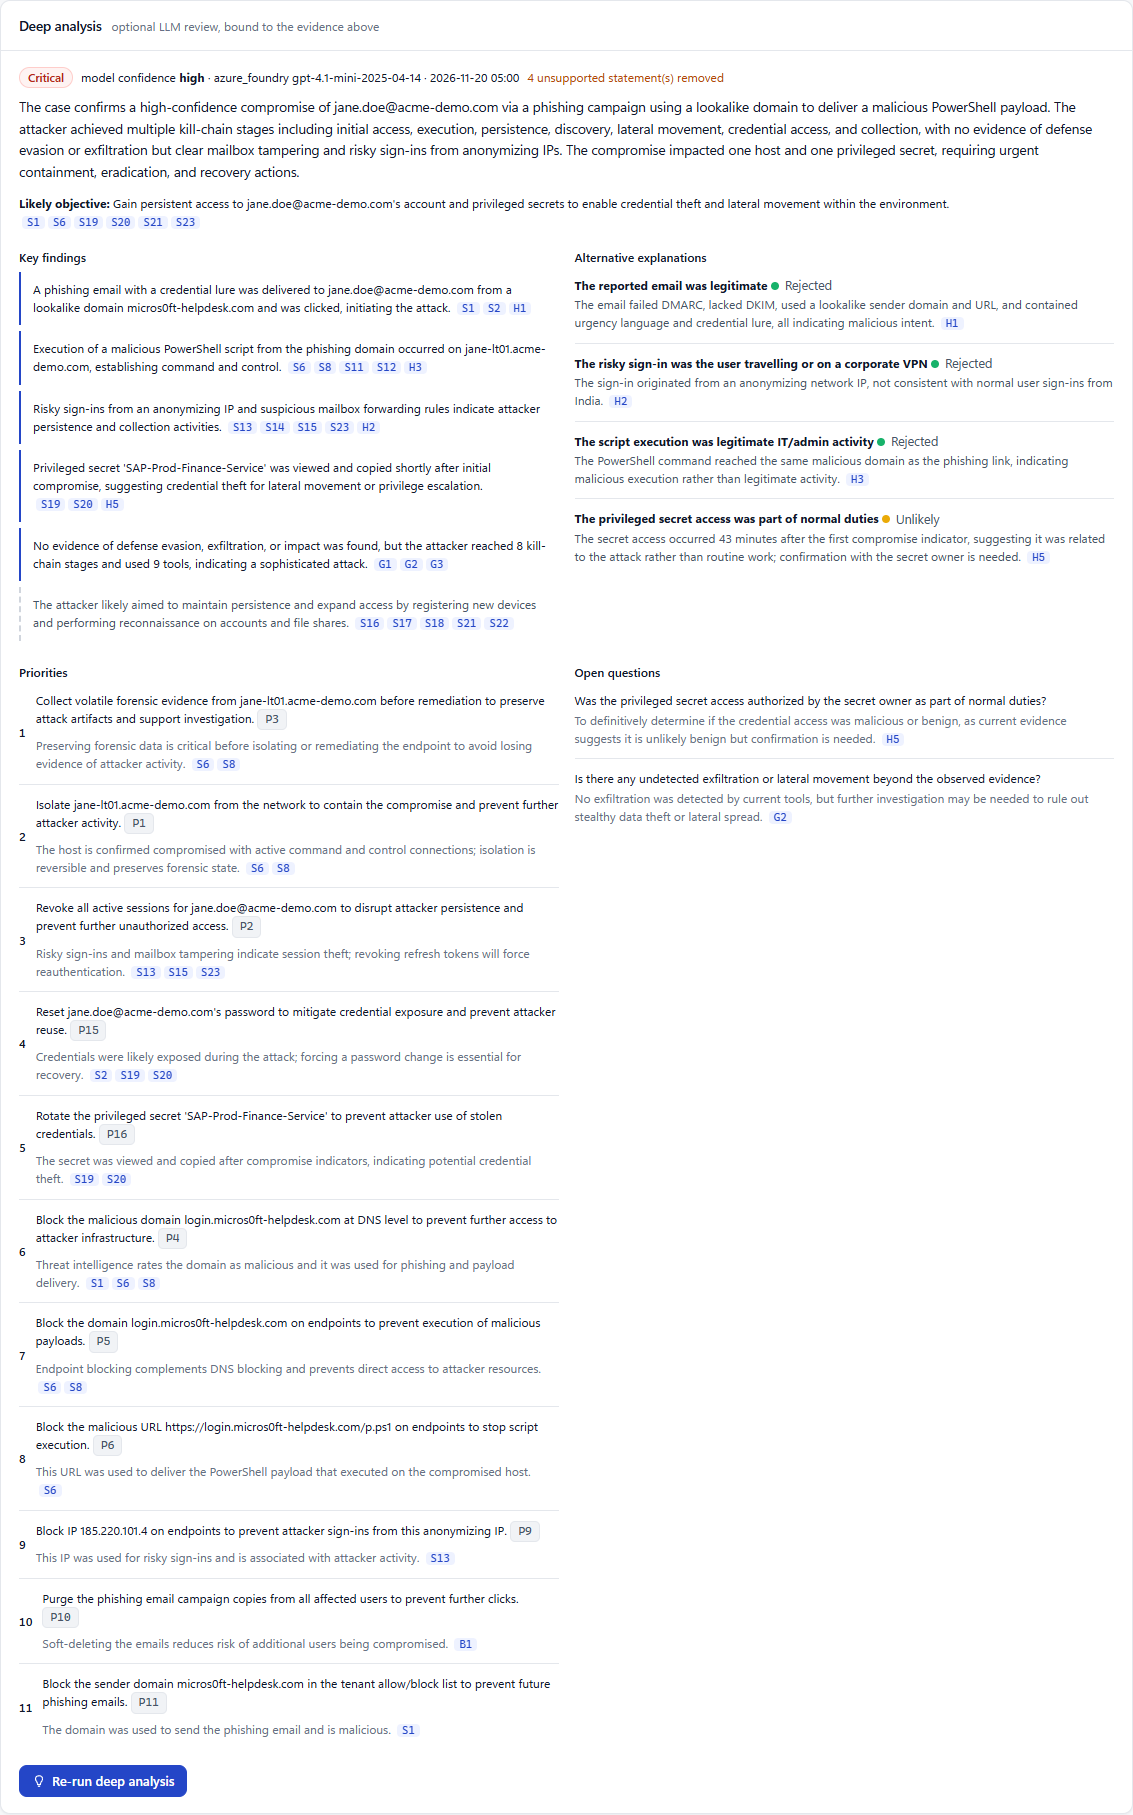 Deep analysis optional LLM review, bound to the evidence above
Critical model confidence high · azure_foundry gpt-4.1-mini-2025-04-14 · 2026-11-20 05:00 4 unsupported statement(s) removed
The case confirms a high-confidence compromise of jane.doe@acme-demo.com via a phishing campaign using a lookalike domain to deliver a malicious PowerShell payload. The
attacker achieved multiple kill-chain stages including initial access, execution, persistence, discovery, lateral movement, credential access, and collection, with no evidence of defense
evasion or exfiltration but clear mailbox tampering and risky sign-ins from anonymizing IPs. The compromise impacted one host and one privileged secret, requiring urgent
containment, eradication, and recovery actions.
Likely objective: Gain persistent access to jane.doe@acme-demo.com's account and privileged secrets to enable credential theft and lateral movement within the environment.
S1 S6 S19 S20 S21 S23
Key findings
A phishing email with a credential lure was delivered to jane.doe@acme-demo.com from a
lookalike domain micros0ft-helpdesk.com and was clicked, initiating the attack. S1 S2 H1
Execution of a malicious PowerShell script from the phishing domain occurred on jane-lt01.acme-
demo.com, establishing command and control. S6 S8 S11 S12 H3
Risky sign-ins from an anonymizing IP and suspicious mailbox forwarding rules indicate attacker
persistence and collection activities. S13 S14 S15 S23 H2
Privileged secret 'SAP-Prod-Finance-Service' was viewed and copied shortly after initial
compromise, suggesting credential theft for lateral movement or privilege escalation.
S19 S20 H5
No evidence of defense evasion, exfiltration, or impact was found, but the attacker reached 8 kill-
chain stages and used 9 tools, indicating a sophisticated attack. G1 G2 G3
The attacker likely aimed to maintain persistence and expand access by registering new devices
and performing reconnaissance on accounts and file shares. S16 S17 S18 S21 S22
Alternative explanations
The reported email was legitimate Rejected
The email failed DMARC, lacked DKIM, used a lookalike sender domain and URL, and contained
urgency language and credential lure, all indicating malicious intent. H1
The risky sign-in was the user travelling or on a corporate VPN Rejected
The sign-in originated from an anonymizing network IP, not consistent with normal user sign-ins from
India. H2
The script execution was legitimate IT/admin activity Rejected
The PowerShell command reached the same malicious domain as the phishing link, indicating
malicious execution rather than legitimate activity. H3
The privileged secret access was part of normal duties Unlikely
The secret access occurred 43 minutes after the first compromise indicator, suggesting it was related
to the attack rather than routine work; confirmation with the secret owner is needed. H5
Priorities
1
Collect volatile forensic evidence from jane-lt01.acme-demo.com before remediation to preserve
attack artifacts and support investigation. P3
Preserving forensic data is critical before isolating or remediating the endpoint to avoid losing
evidence of attacker activity. S6 S8
2
Isolate jane-lt01.acme-demo.com from the network to contain the compromise and prevent further
attacker activity. P1
The host is confirmed compromised with active command and control connections; isolation is
reversible and preserves forensic state. S6 S8
3
Revoke all active sessions for jane.doe@acme-demo.com to disrupt attacker persistence and
prevent further unauthorized access. P2
Risky sign-ins and mailbox tampering indicate session theft; revoking refresh tokens will force
reauthentication. S13 S15 S23
4
Reset jane.doe@acme-demo.com's password to mitigate credential exposure and prevent attacker
reuse. P15
Credentials were likely exposed during the attack; forcing a password change is essential for
recovery. S2 S19 S20
5
Rotate the privileged secret 'SAP-Prod-Finance-Service' to prevent attacker use of stolen
credentials. P16
The secret was viewed and copied after compromise indicators, indicating potential credential
theft. S19 S20
6
Block the malicious domain login.micros0ft-helpdesk.com at DNS level to prevent further access to
attacker infrastructure. P4
Threat intelligence rates the domain as malicious and it was used for phishing and payload
delivery. S1 S6 S8
7
Block the domain login.micros0ft-helpdesk.com on endpoints to prevent execution of malicious
payloads. P5
Endpoint blocking complements DNS blocking and prevents direct access to attacker resources.
S6 S8
8
Block the malicious URL https://login.micros0ft-helpdesk.com/p.ps1 on endpoints to stop script
execution. P6
This URL was used to deliver the PowerShell payload that executed on the compromised host.
S6
9
Block IP 185.220.101.4 on endpoints to prevent attacker sign-ins from this anonymizing IP. P9
This IP was used for risky sign-ins and is associated with attacker activity. S13
10
Purge the phishing email campaign copies from all affected users to prevent further clicks.
P10
Soft-deleting the emails reduces risk of additional users being compromised. B1
11
Block the sender domain micros0ft-helpdesk.com in the tenant allow/block list to prevent future
phishing emails. P11
The domain was used to send the phishing email and is malicious. S1
Open questions
Was the privileged secret access authorized by the secret owner as part of normal duties?
To definitively determine if the credential access was malicious or benign, as current evidence
suggests it is unlikely benign but confirmation is needed. H5
Is there any undetected exfiltration or lateral movement beyond the observed evidence?
No exfiltration was detected by current tools, but further investigation may be needed to rule out
stealthy data theft or lateral spread. G2
Re-run deep analysis